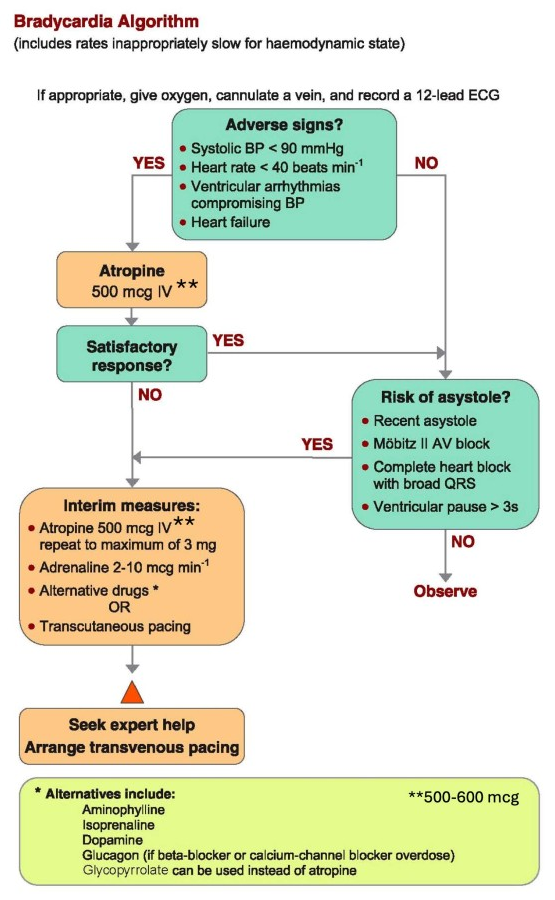 Bradycardia Algorithm
(includes rates inappropriately slow for haemodynamic state)
If appropriate, give oxygen, cannulate a vein, and record a 12-lead ECG
Adverse signs?
• Systolic BP < 90 mmHg
• Heart rate < 40 beats min⁻¹
• Ventricular arrhythmias
compromising BP
• Heart failure
YES
NO
Atropine
500 mcg IV **
Satisfactory
response?
YES
NO
Risk of asystole?
• Recent asystole
• Möbitz II AV block
• Complete heart block
with broad QRS
• Ventricular pause > 3s
YES
NO
Observe
Interim measures:
• Atropine 500 mcg IV **
repeat to maximum of 3 mg
• Adrenaline 2-10 mcg min⁻¹
• Alternative drugs *
OR
• Transcutaneous pacing
Seek expert help
Arrange transvenous pacing
* Alternatives include:
Aminophylline
Isoprenaline
Dopamine
Glucagon (if beta-blocker or calcium-channel blocker overdose)
Glycopyrrolate can be used instead of atropine
**500-600 mcg